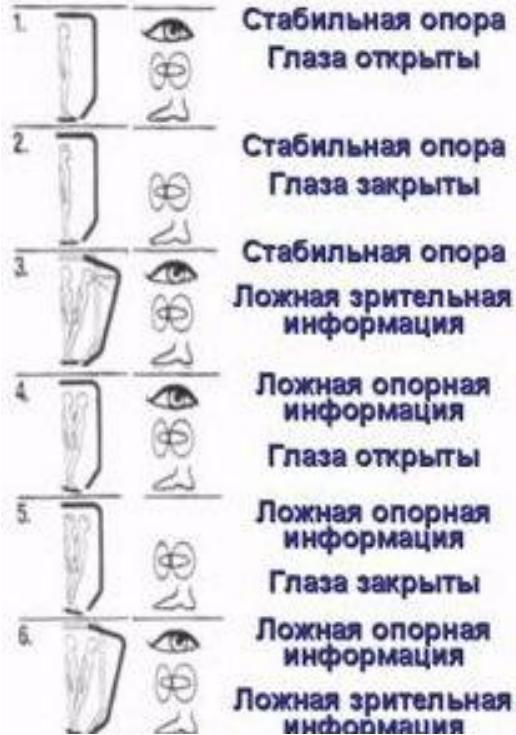 1.
Стабильная опора
Глаза открыты
2.
Стабильная опора
Глаза закрыты
3.
Стабильная опора
Ложная зрительная
информация
4.
Ложная опорная
информация
Глаза открыты
5.
Ложная опорная
информация
Глаза закрыты
6.
Ложная опорная
информация
Ложная зрительная
информация